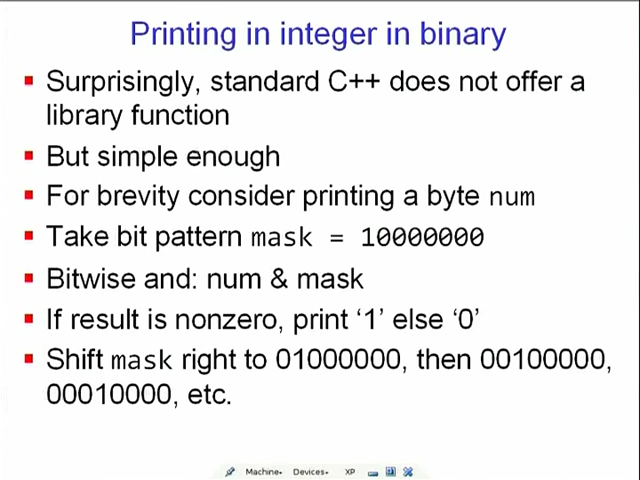 Printing in integer in binary
Surprisingly, standard C++ does not offer a
library function
But simple enough
For brevity consider printing a byte num
Take bit pattern mask = 10000000
Bitwise and: num & mask
If result is nonzero, print ‘1’ else ‘0’
Shift mask right to 01000000, then 00100000,
00010000, etc.
Machine Devices XP